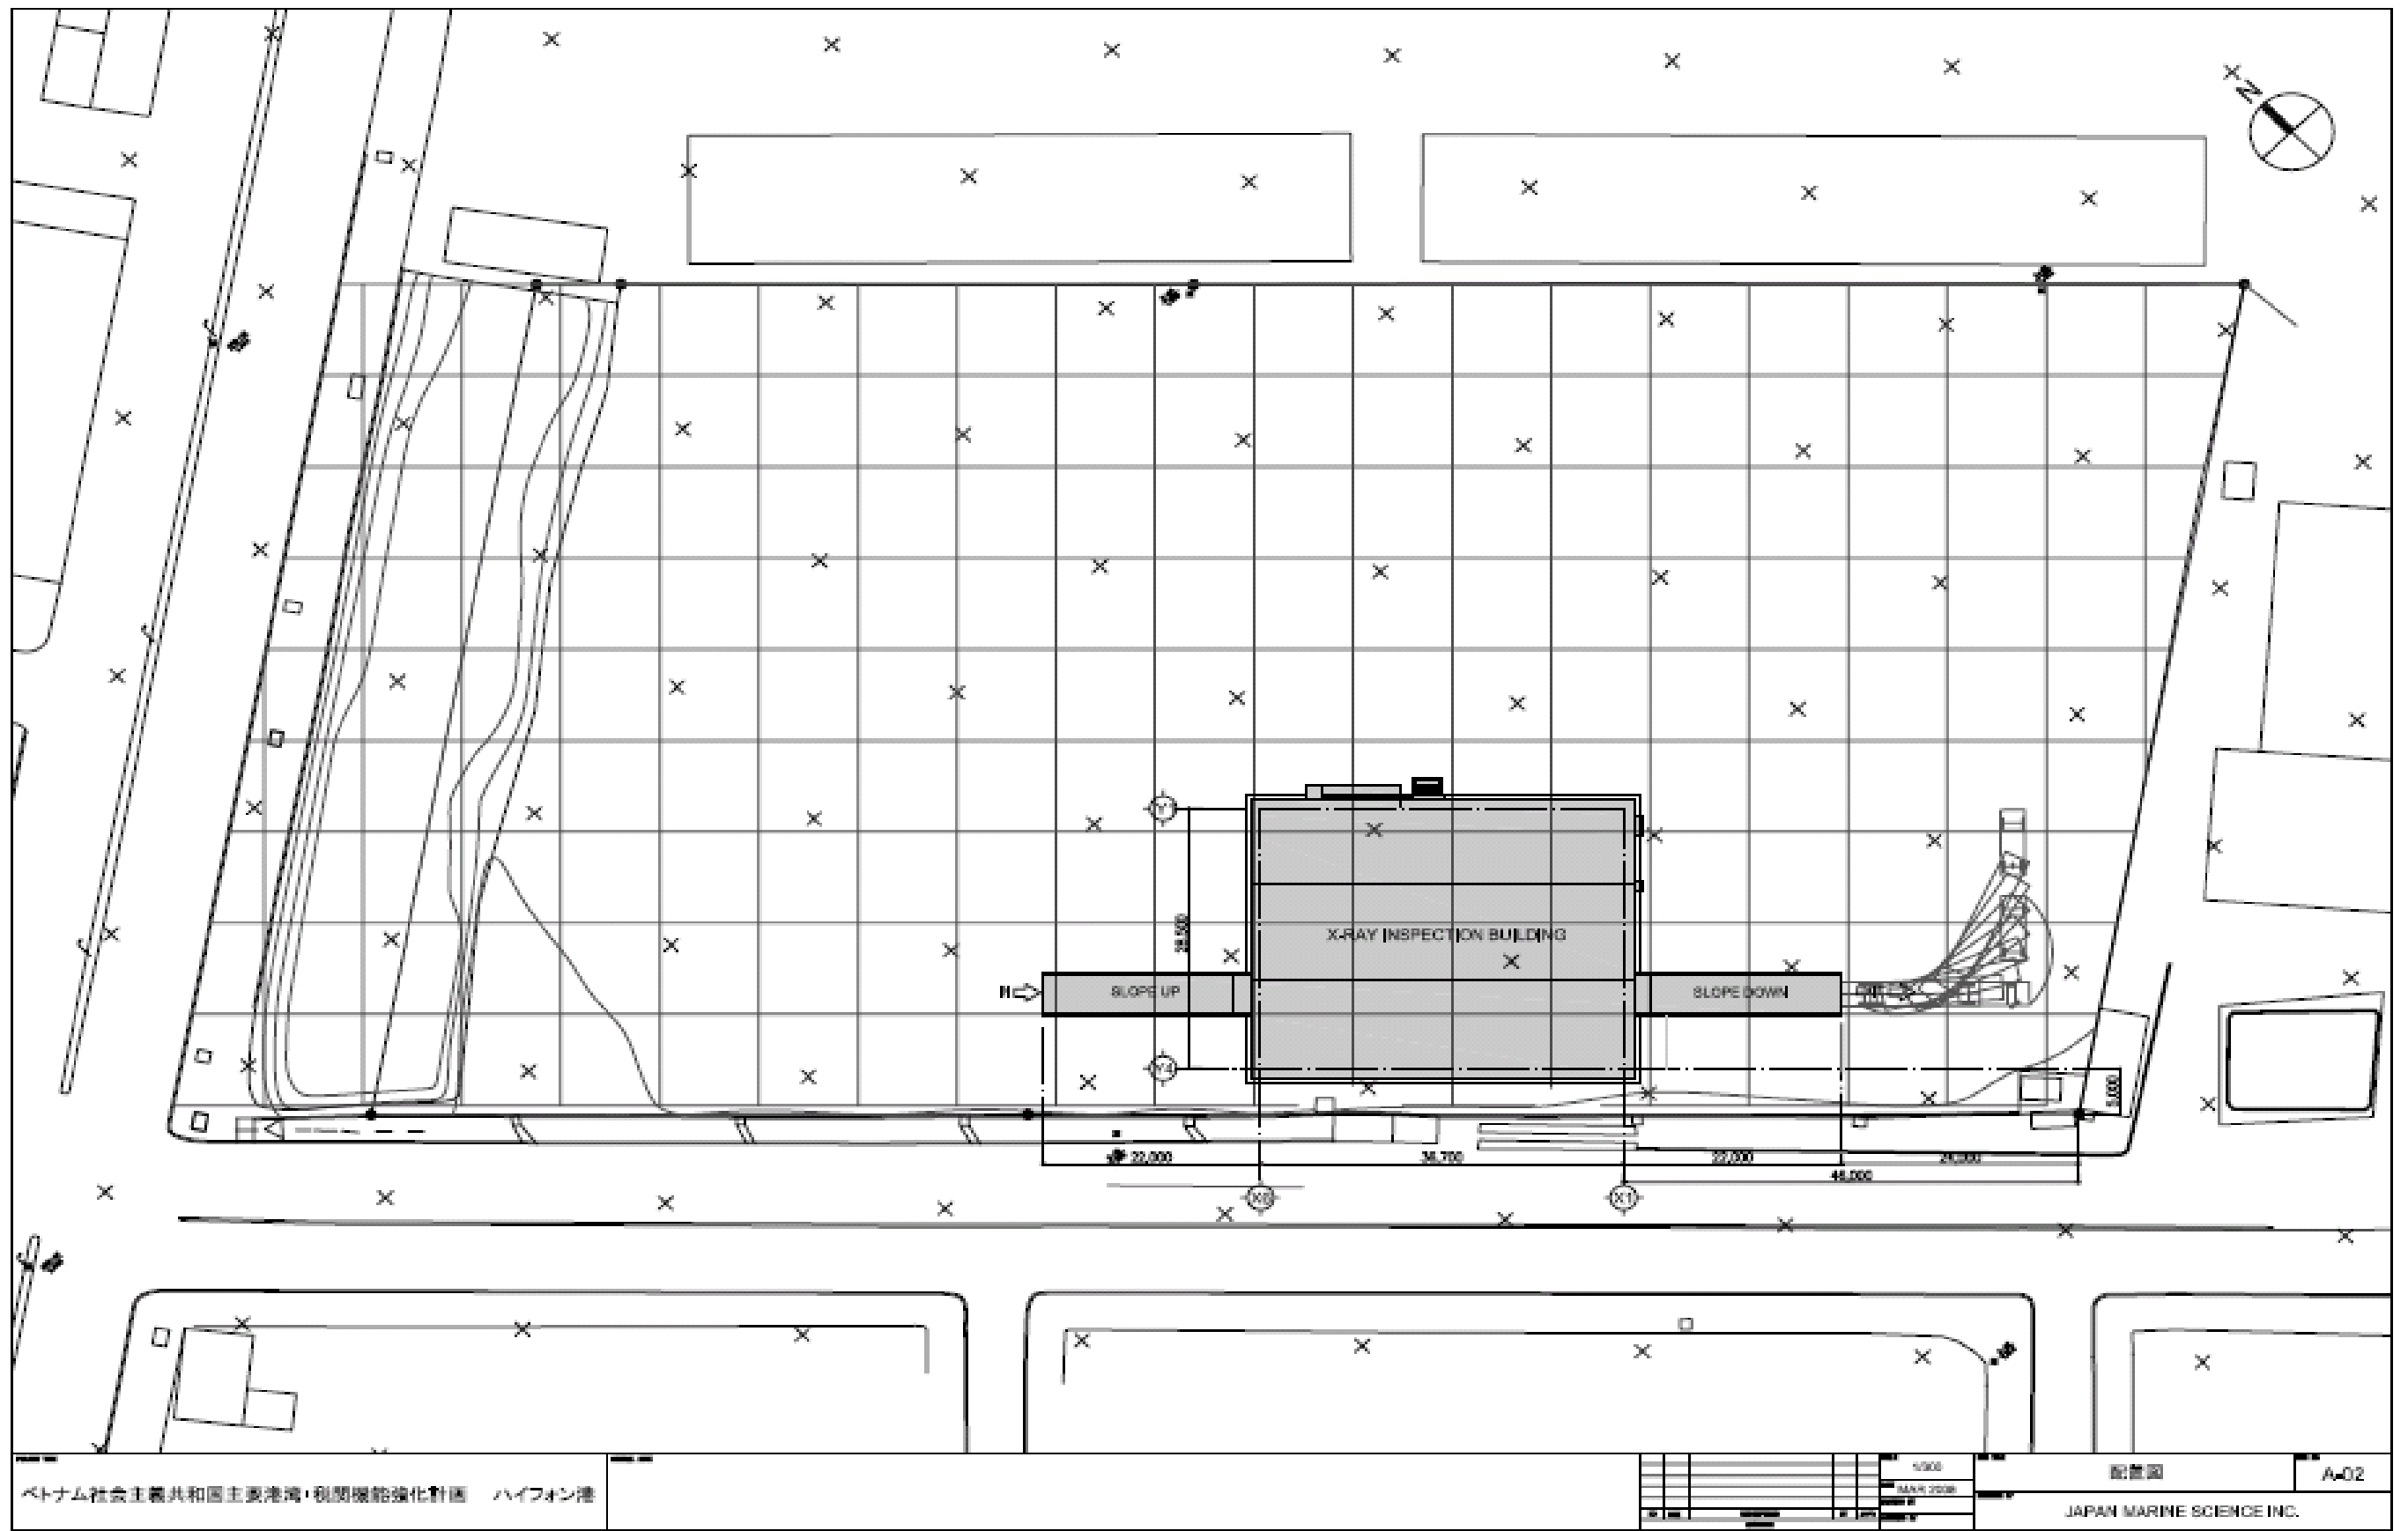 N
Y1
28,500
X-RAY INSPECTION BUILDING
IN
SLOPE UP
SLOPE DOWN
Y4
5,000
22,000
36,700
22,000
24,000
46,000
X6
X1
ベトナム社会主義共和国主要港湾・税関機能強化計画 ハイフォン港
1/300
MAR 2008
配置図
A-02
JAPAN MARINE SCIENCE INC.